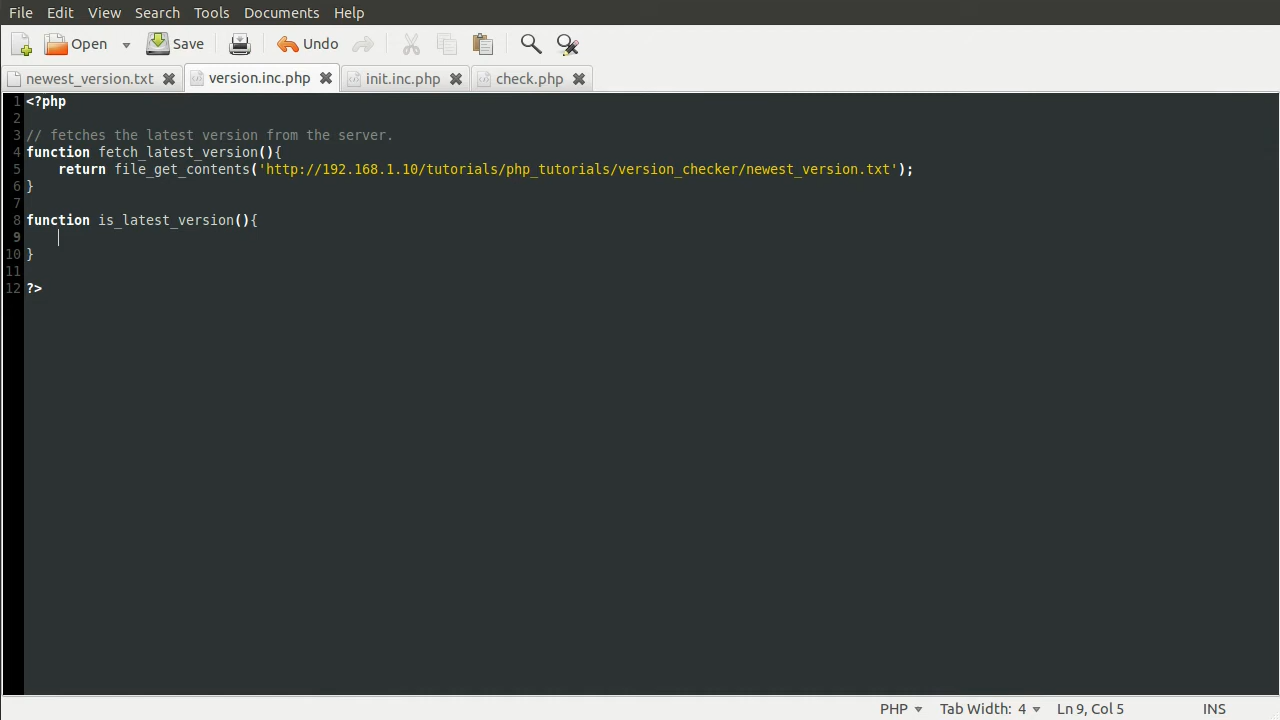 File Edit View Search Tools Documents Help
Open Save Undo
newest_version.txt version.inc.php init.inc.php check.php
1 <?php
2
3 // fetches the latest version from the server.
4 function fetch_latest_version(){
5     return file_get_contents('http://192.168.1.10/tutorials/php_tutorials/version_checker/newest_version.txt');
6 }
7
8 function is_latest_version(){
9
10 }
11
12 ?>
PHP Tab Width: 4 Ln 9, Col 5 INS